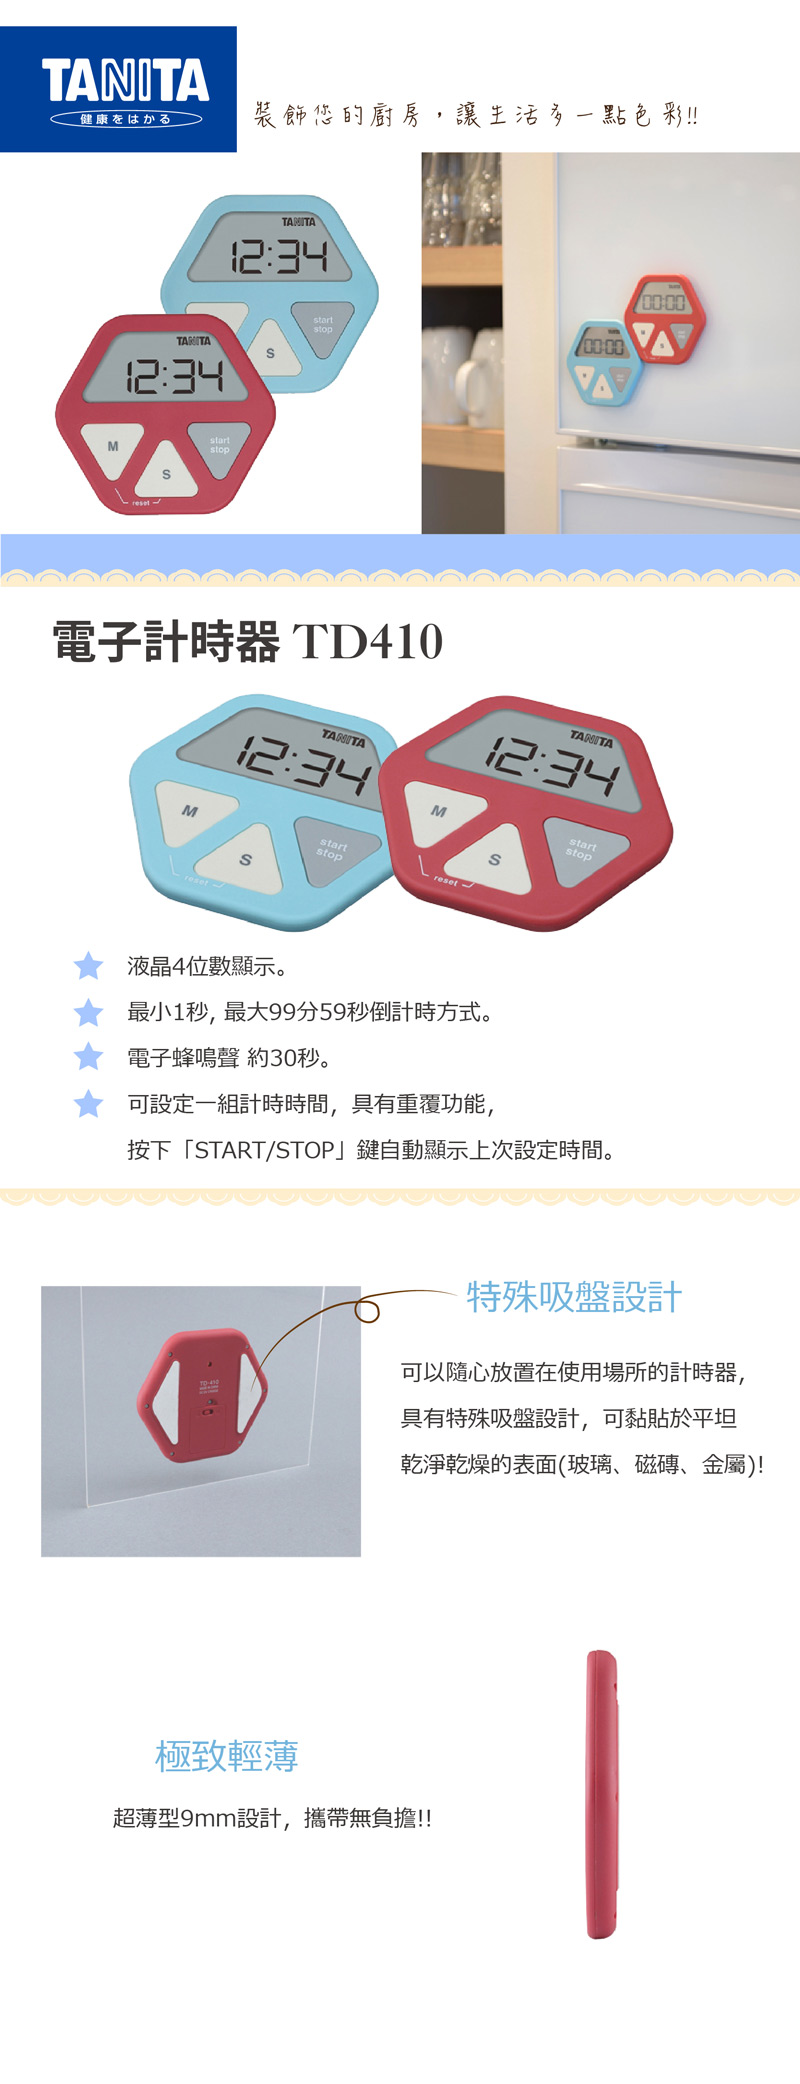 TANITA
健康をはかる
裝飾您的廚房，讓生活多一點色彩!!
TANITA
12:34
start
stop
S
TANITA
12:34
M
S
start
stop
reset
TANITA
00:00
M
S
TANITA
00:00
M
S
電子計時器 TD410
TANITA
12:34
M
S
start
stop
reset
TANITA
12:34
M
S
start
stop
reset
液晶4位數顯示。
最小1秒, 最大99分59秒倒計時方式。
電子蜂鳴聲 約30秒。
可設定一組計時時間，具有重覆功能，
按下「START/STOP」鍵自動顯示上次設定時間。
特殊吸盤設計
可以隨心放置在使用場所的計時器，
具有特殊吸盤設計，可黏貼於平坦
乾淨乾燥的表面(玻璃、磁磚、金屬)!
TD-410
極致輕薄
超薄型9mm設計，攜帶無負擔!!